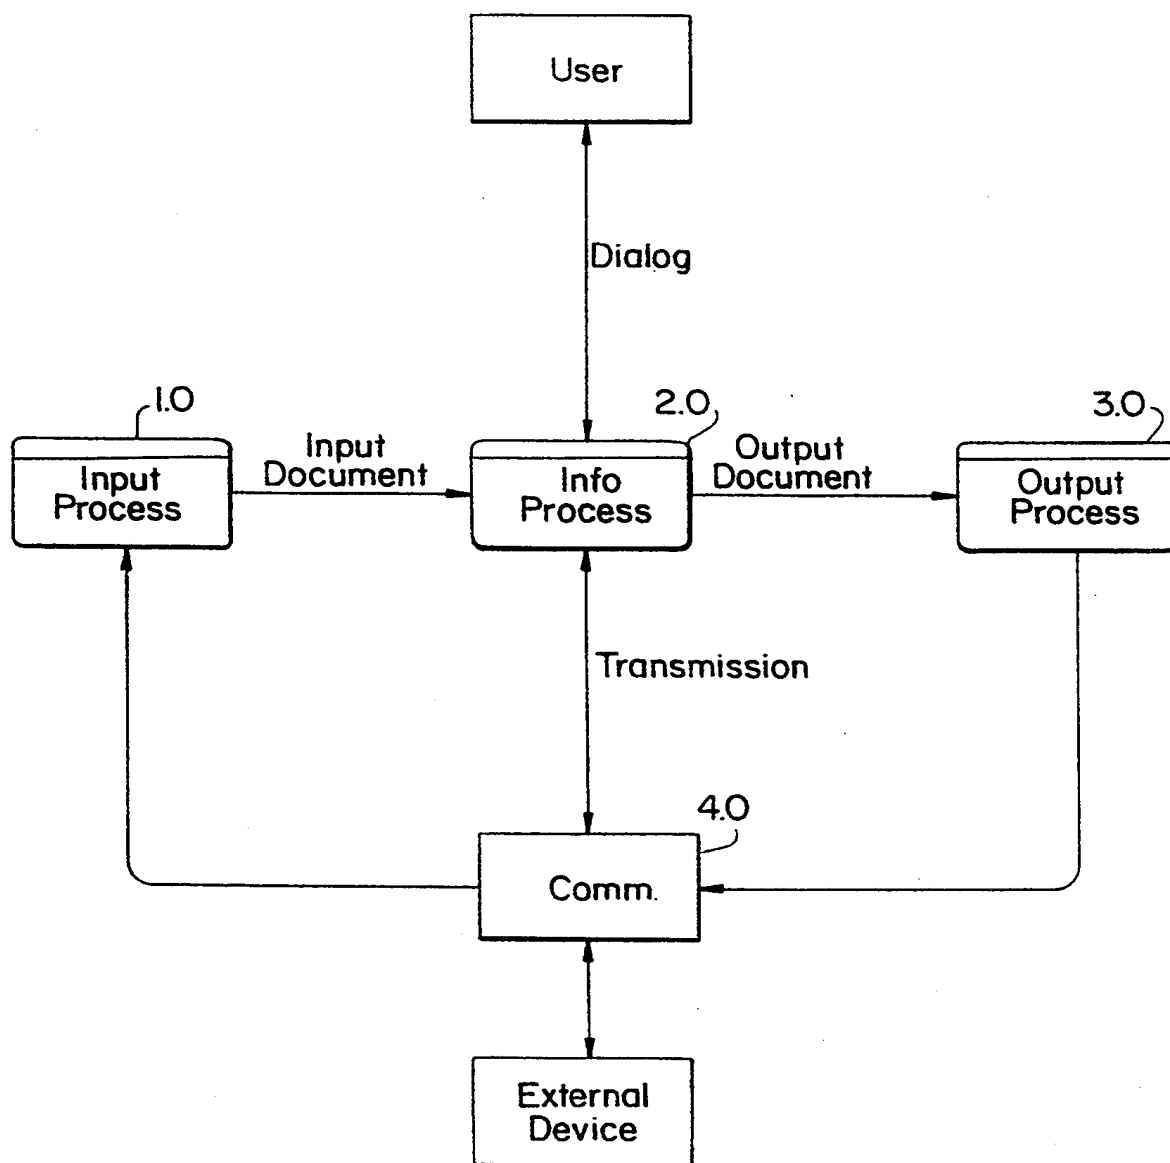 User
Dialog
1.0
2.0
3.0
Input
Document
Output
Document
Input
Process
Info
Process
Output
Process
Transmission
4.0
Comm.
External
Device